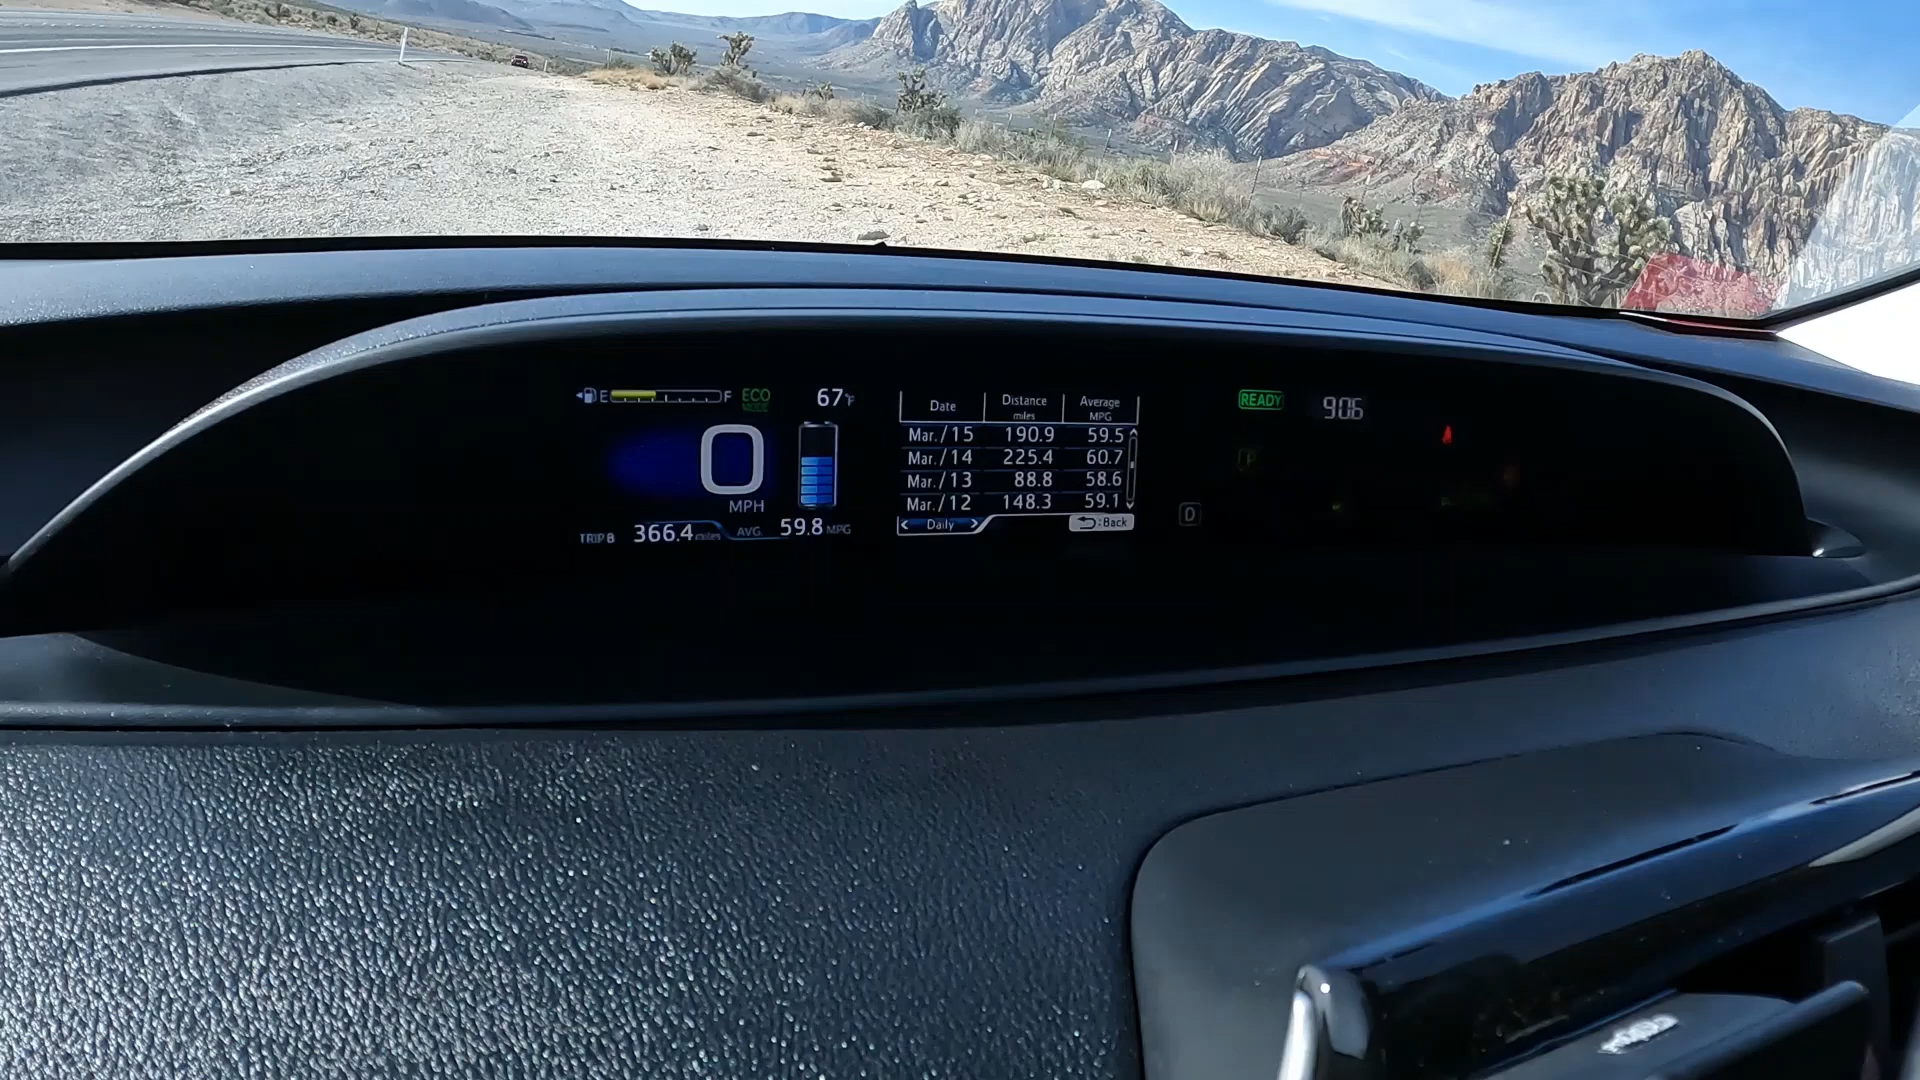 E F ECO
MODE
67°F
0
MPH
TRIP B 366.4 miles AVG. 59.8 MPG
Date Distance miles Average MPG
Mar./15 190.9 59.5
Mar./14 225.4 60.7
Mar./13 88.8 58.6
Mar./12 148.3 59.1
< Daily > :Back
D
READY 906
P